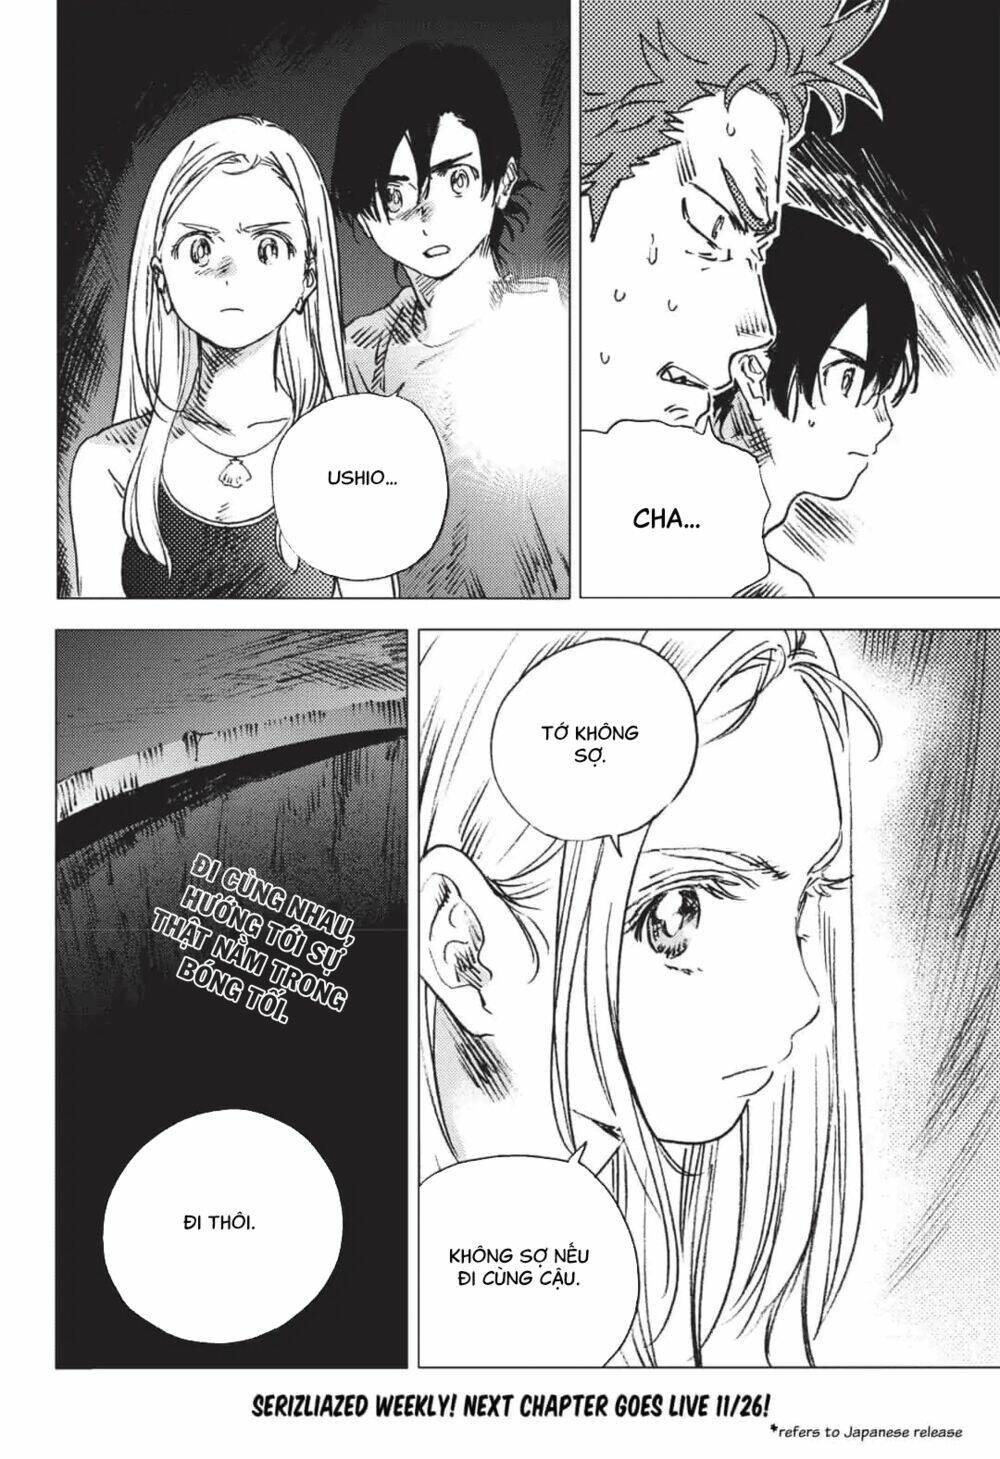 CHA...
USHIO...
TỚ KHÔNG
SỢ.
KHÔNG SỢ NẾU
ĐI CÙNG CẬU.
ĐI CÙNG NHAU,
HƯỚNG TỚI SỰ
THẬT NẰM TRONG
BÓNG TỐI.
ĐI THÔI.
SERIZLIAZED WEEKLY! NEXT CHAPTER GOES LIVE 11/26!
*refers to Japanese release